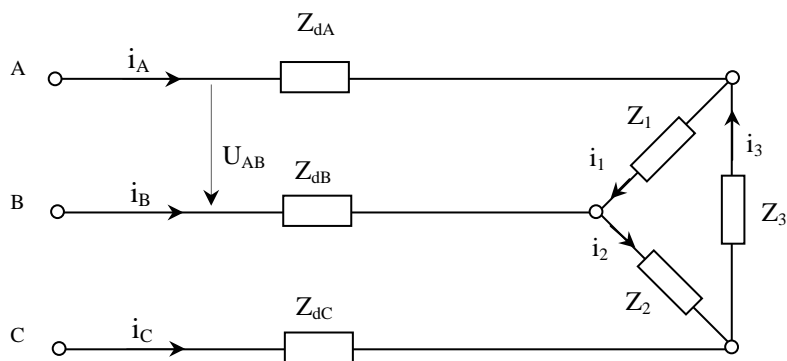 A
i_A
Z_dA
Z_1
i_1
i_3
U_AB
B
i_B
Z_dB
i_2
Z_3
Z_2
C
i_C
Z_dC